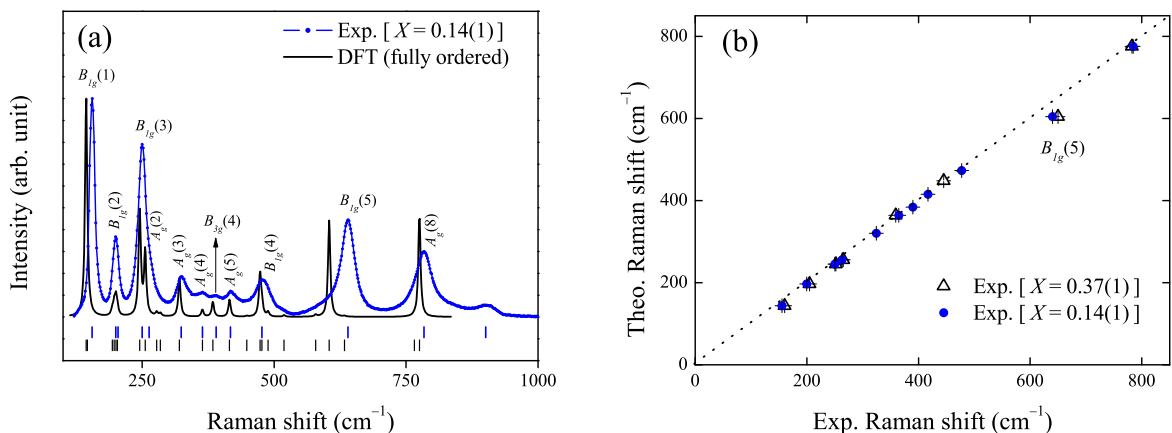 (a)
Exp. [ X = 0.14(1) ]
DFT (fully ordered)
B1g(1)
B1g(2)
B1g(3)
Ag(2)
Ag(3)
Ag(4)
B3g(4)
Ag(5)
B1g(4)
B1g(5)
Ag(8)
Intensity (arb. unit)
250 500 750 1000
Raman shift (cm−1)
(b)
800
600
400
200
0
Theo. Raman shift (cm−1)
B1g(5)
Exp. [ X = 0.37(1) ]
Exp. [ X = 0.14(1) ]
0 200 400 600 800
Exp. Raman shift (cm−1)